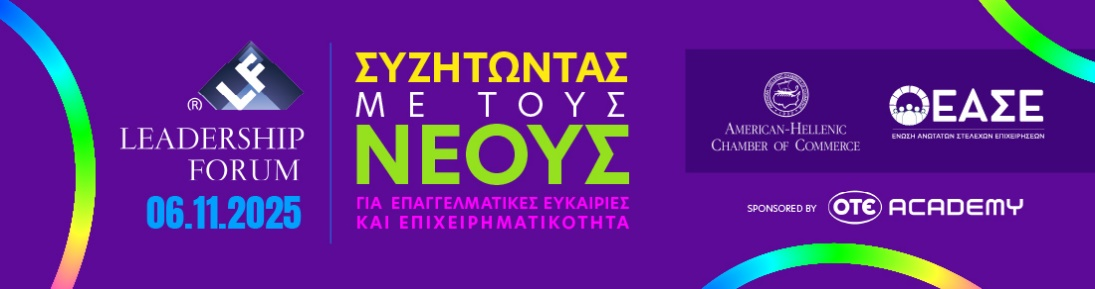 LF
(R)
LEADERSHIP
FORUM
06.11.2025
ΣΥΖΗΤΩΝΤΑΣ
ΜΕ ΤΟΥΣ
ΝΕΟΥΣ
ΓΙΑ ΕΠΑΓΓΕΛΜΑΤΙΚΕΣ ΕΥΚΑΙΡΙΕΣ
ΚΑΙ ΕΠΙΧΕΙΡΗΜΑΤΙΚΟΤΗΤΑ
AMERICAN-HELLENIC
CHAMBER OF COMMERCE
ΕΑΣΕ
ΕΝΩΣΗ ΑΝΩΤΑΤΩΝ ΣΤΕΛΕΧΩΝ ΕΠΙΧΕΙΡΗΣΕΩΝ
SPONSORED BY OTE ACADEMY